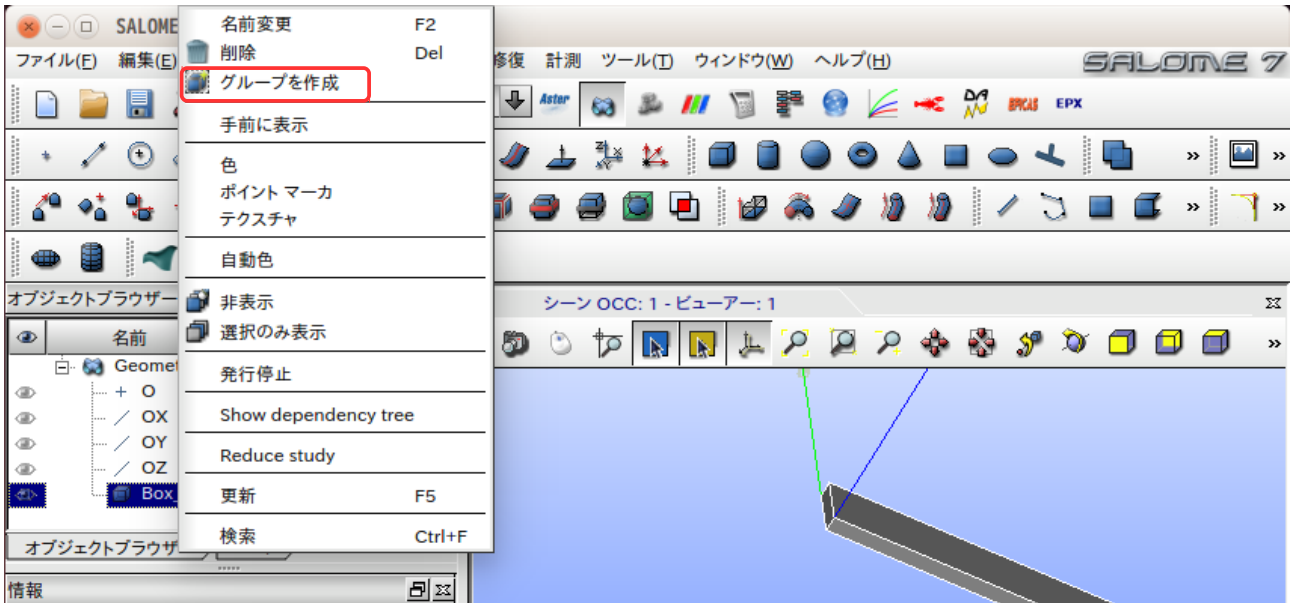 SALOME
ファイル(F) 編集(E) 修復 計測 ツール(T) ウィンドウ(W) ヘルプ(H)
SALOME 7
名前変更 F2
削除 Del
グループを作成
手前に表示
色
ポイント マーカ
テクスチャ
自動色
非表示
選択のみ表示
発行停止
Show dependency tree
Reduce study
更新 F5
検索 Ctrl+F
Aster
EPX
オブジェクトブラウザー
名前
Geomet
O
OX
OY
OZ
Box_
オブジェクトブラウザ
情報
シーン OCC: 1 - ビューアー: 1